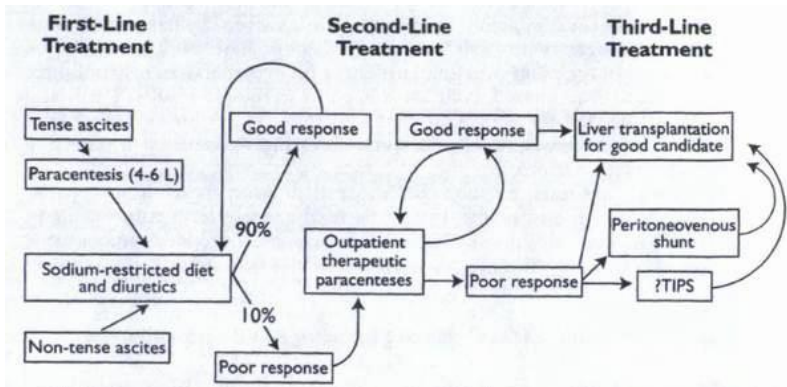 First-Line
Treatment
Second-Line
Treatment
Third-Line
Treatment
Tense ascites
Good response
Good response
Liver transplantation
for good candidate
Paracentesis (4-6 L)
90%
Outpatient
therapeutic
paracenteses
Peritoneovenous
shunt
Sodium-restricted diet
and diuretics
Poor response
?TIPS
10%
Non-tense ascites
Poor response